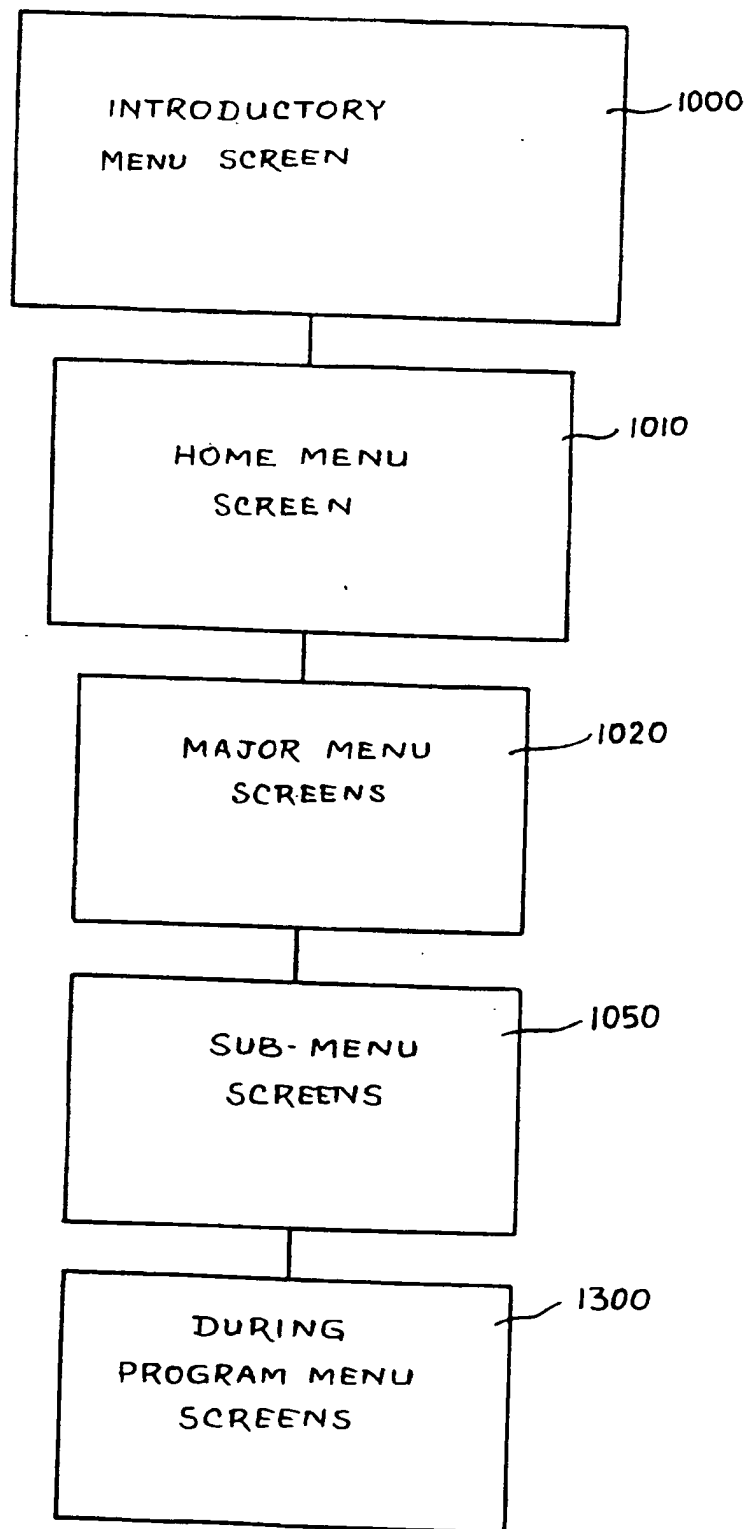 INTRODUCTORY
MENU SCREEN
1000
HOME MENU
SCREEN
1010
MAJOR MENU
SCREENS
1020
SUB-MENU
SCREENS
1050
DURING
PROGRAM MENU
SCREENS
1300